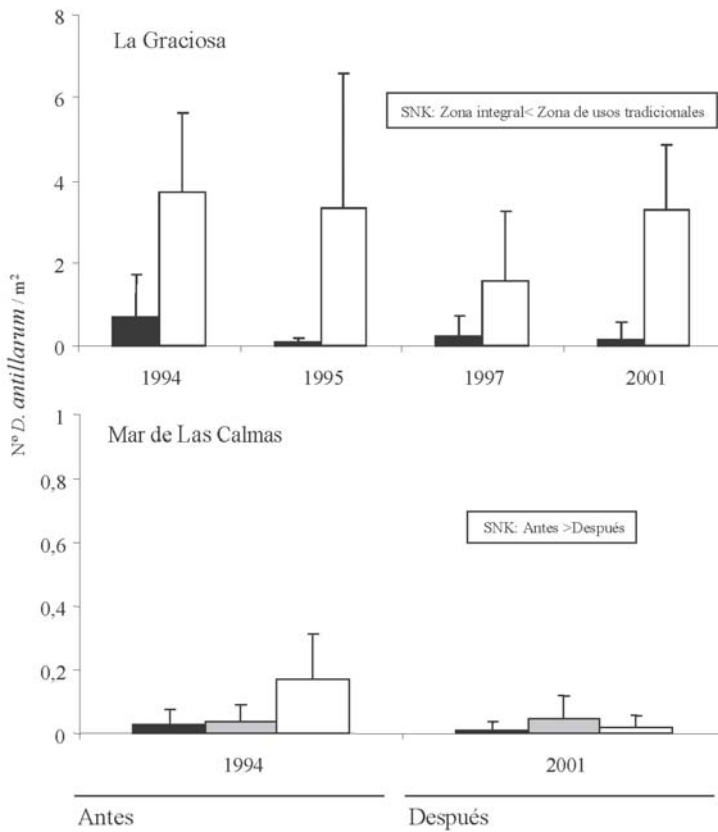 La Graciosa
SNK: Zona integral< Zona de usos tradicionales
8
6
4
2
0
1994
1995
1997
2001
Nº D. antillarum / m²
Mar de Las Calmas
SNK: Antes >Después
1
0,8
0,6
0,4
0,2
0
1994
2001
Antes
Después